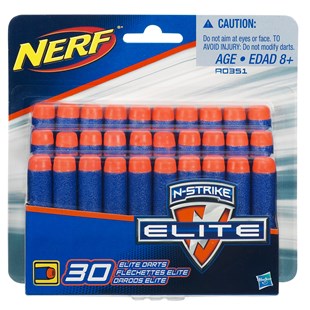 NERF
CAUTION:
Do not aim at eyes or face. TO
AVOID INJURY: Do not modify darts.
AGE • EDAD 8+
A0351
N-STRIKE
ELITE
30
ELITE DARTS
FLÉCHETTES ELITE
DARDOS ELITE
Hasbro